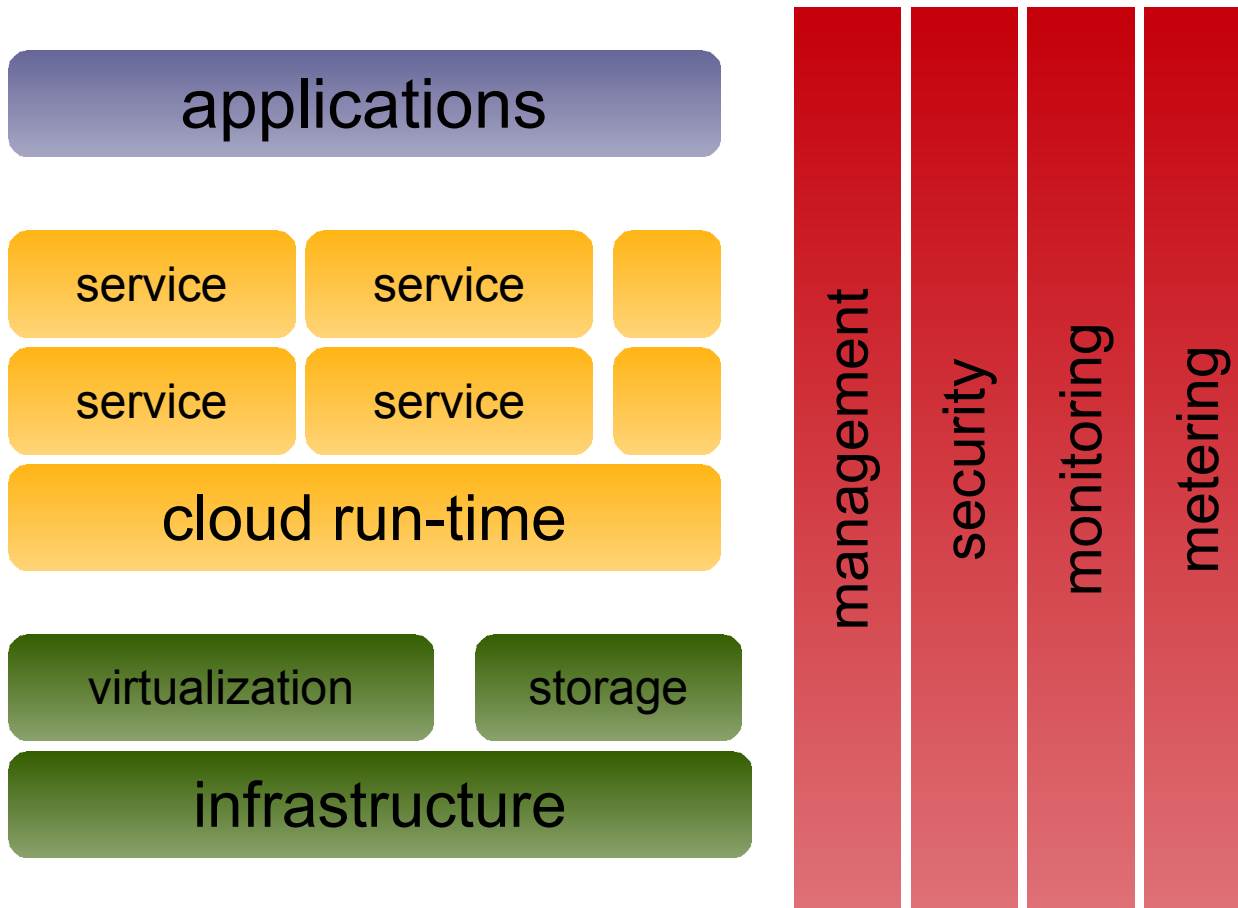 applications
service
service
service
service
cloud run-time
virtualization
storage
infrastructure
management
security
monitoring
metering